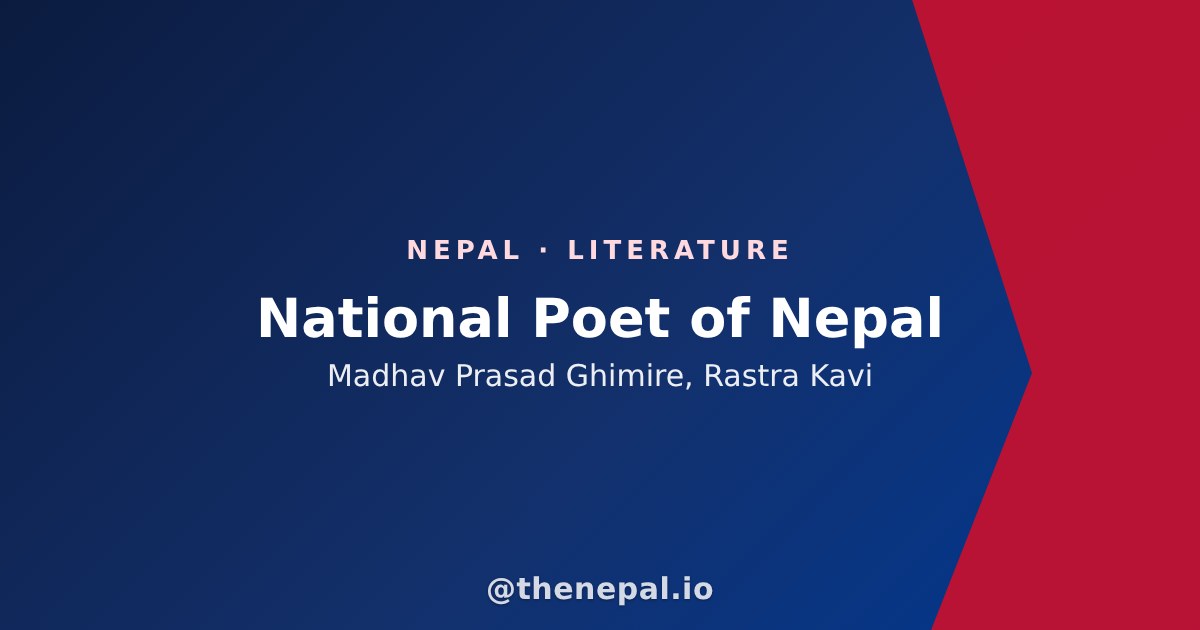 NEPAL · LITERATURE
National Poet of Nepal
Madhav Prasad Ghimire, Rastra Kavi
@thenepal.io